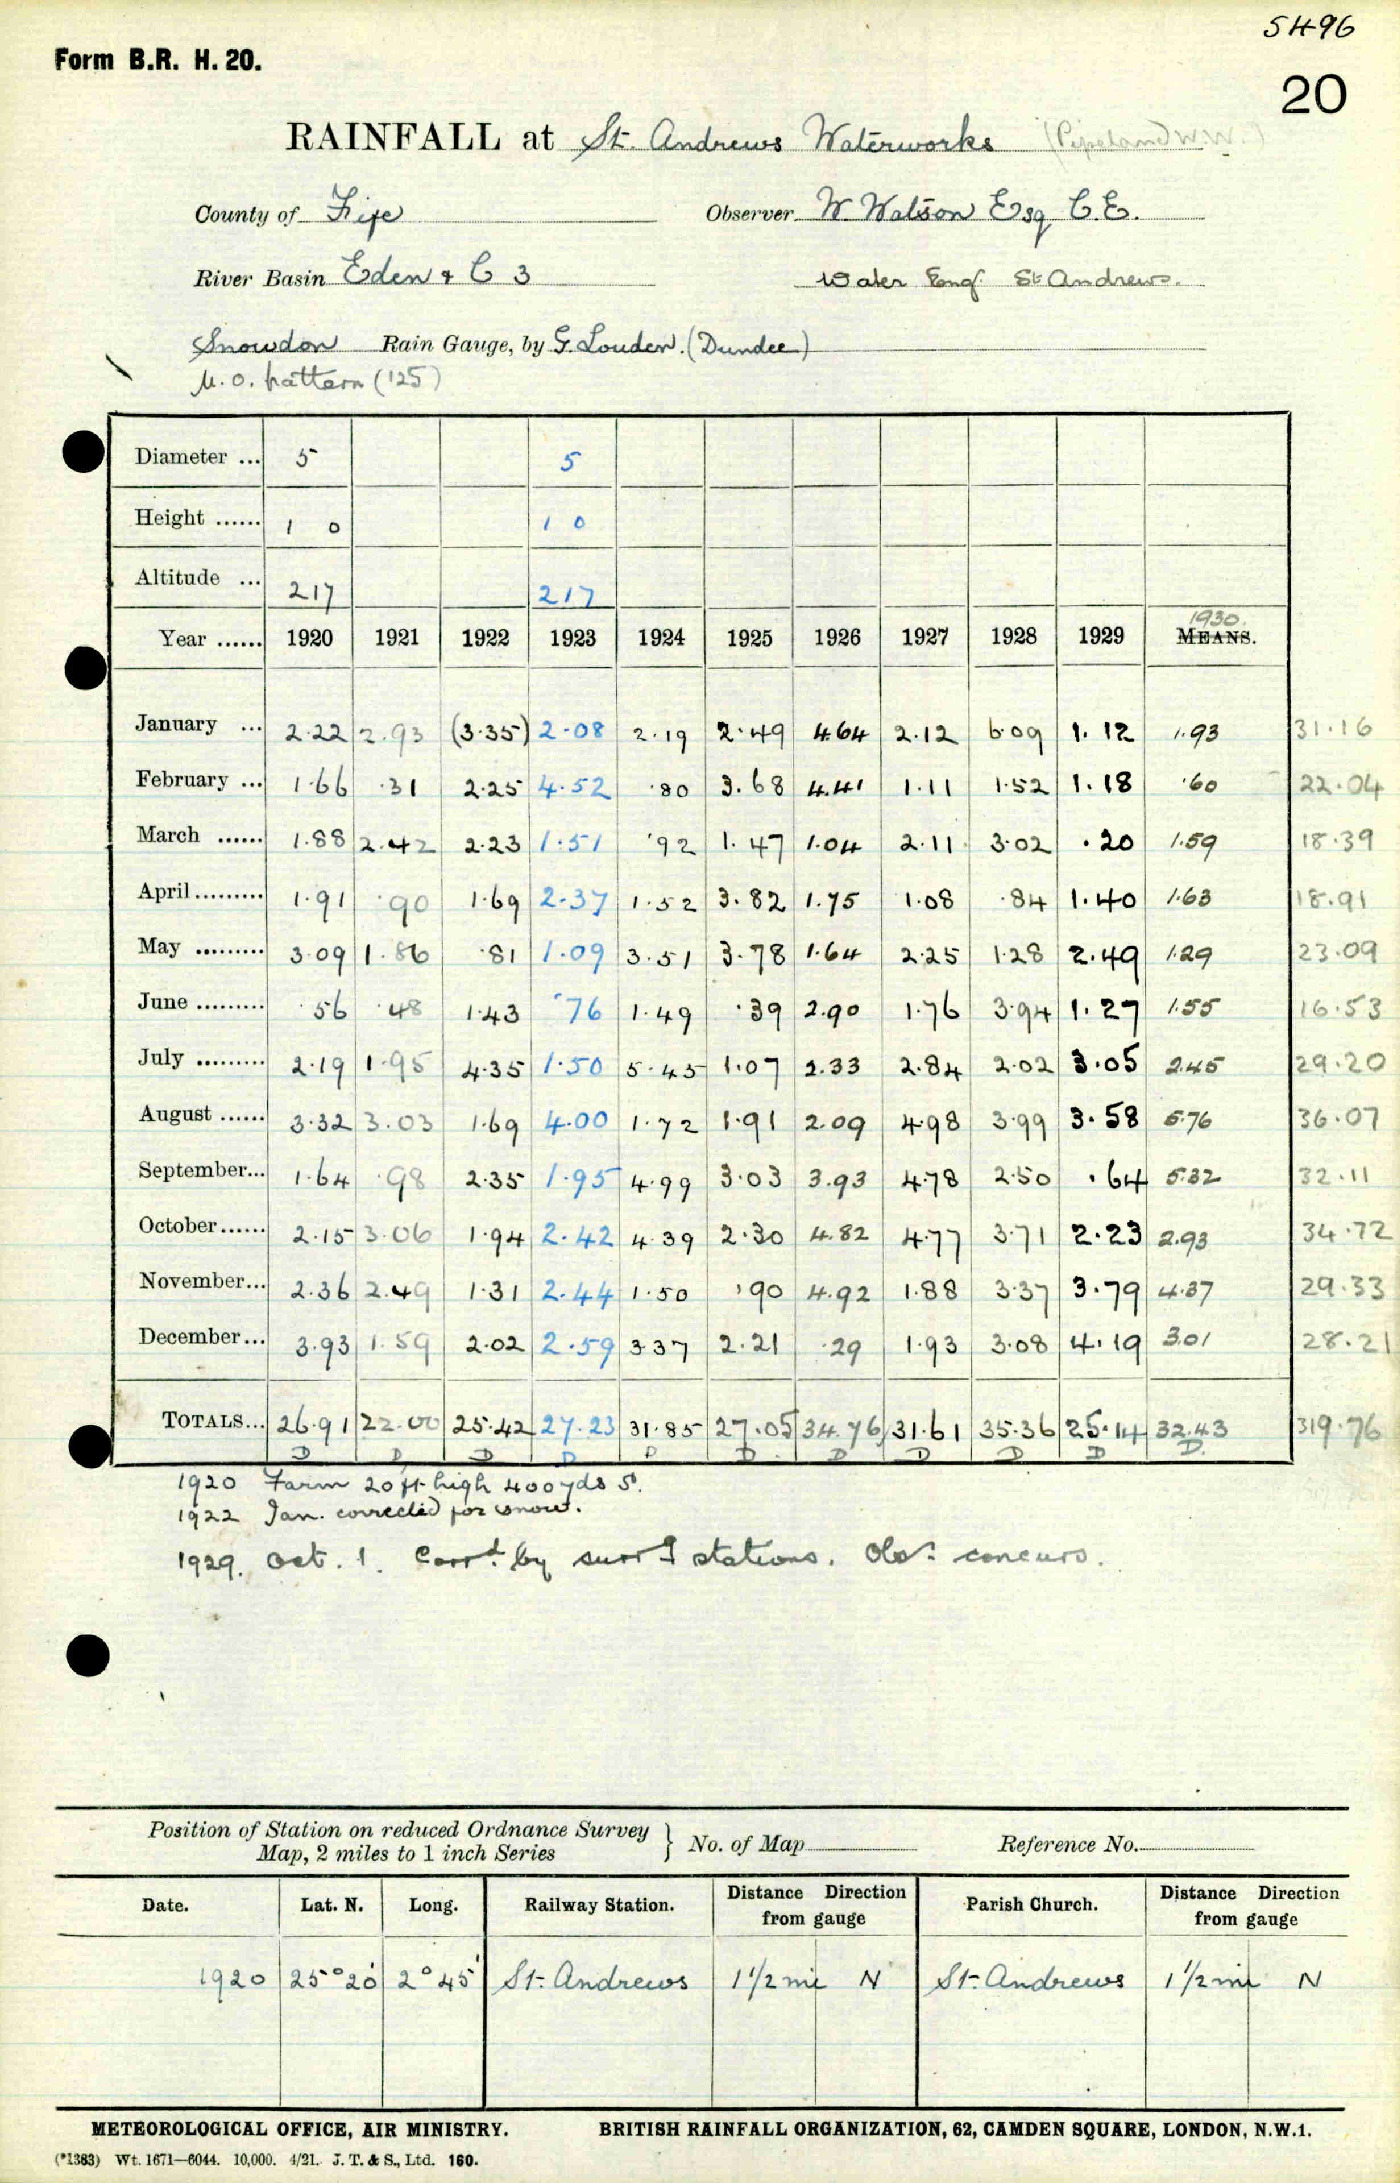 5496
Form B.R. H. 20.
20
RAINFALL at St. Andrews Waterworks (Pipeland W.W.)
County of Fife Observer W Watson Esq C.E.
River Basin Eden & C 3 Water Engr. St Andrews.
Snowdon Rain Gauge, by G. Louden. (Dundee)
M.O. pattern ('25)
Diameter ... 5 5
Height ...... 1 0 1 0
Altitude ... 217 217
1930.
Year ...... 1920 1921 1922 1923 1924 1925 1926 1927 1928 1929 MEANS.
January ... 2.22 2.93 (3.35) 2.08 2.19 2.49 4.64 2.12 6.09 1.12 1.93 31.16
February ... 1.66 .31 2.25 4.52 .80 3.68 4.41 1.11 1.52 1.18 .60 22.04
March ...... 1.88 2.42 2.23 1.51 .92 1.47 1.04 2.11 3.02 .20 1.59 18.39
April ......... 1.91 .90 1.69 2.37 1.52 3.82 1.75 1.08 .84 1.40 1.63 18.91
May ......... 3.09 1.86 .81 1.09 3.51 3.78 1.64 2.25 1.28 2.49 1.29 23.09
June ......... .56 .48 1.43 .76 1.49 .39 2.90 1.76 3.94 1.27 1.55 16.53
July ......... 2.19 1.95 4.35 1.50 5.45 1.07 2.33 2.84 2.02 3.05 2.45 29.20
August ...... 3.32 3.03 1.69 4.00 1.72 1.91 2.09 4.98 3.99 3.58 5.76 36.07
September... 1.64 .98 2.35 1.95 4.99 3.03 3.93 4.78 2.50 .64 5.32 32.11
October...... 2.15 3.06 1.94 2.42 4.39 2.30 4.82 4.77 3.71 2.23 2.93 34.72
November... 2.36 2.49 1.31 2.44 1.50 .90 4.92 1.88 3.37 3.79 4.37 29.33
December... 3.93 1.59 2.02 2.59 3.37 2.21 .29 1.93 3.08 4.19 3.01 28.21
TOTALS... 26.91 22.00 25.42 27.23 31.85 27.05 34.76 31.61 35.36 25.14 32.43 319.76
D D D D D D D D D D D.
1920 Farm 20 ft high 400 yds S.
1922 Jan. corrected for snow.
1929. Oct. 1. Corrd. by surrg stations. Obsr. concurs.
Position of Station on reduced Ordnance Survey
Map, 2 miles to 1 inch Series } No. of Map Reference No.
Date. Lat. N. Long. Railway Station. Distance Direction from gauge Parish Church. Distance Direction from gauge
1920 25° 20' 2° 45' St. Andrews 1 1/2 mi N St. Andrews 1 1/2 mi N
METEOROLOGICAL OFFICE, AIR MINISTRY. BRITISH RAINFALL ORGANIZATION, 62, CAMDEN SQUARE, LONDON, N.W.1.
(*1383) Wt. 1671—6044. 10,000. 4/21. J. T. & S., Ltd. 160.